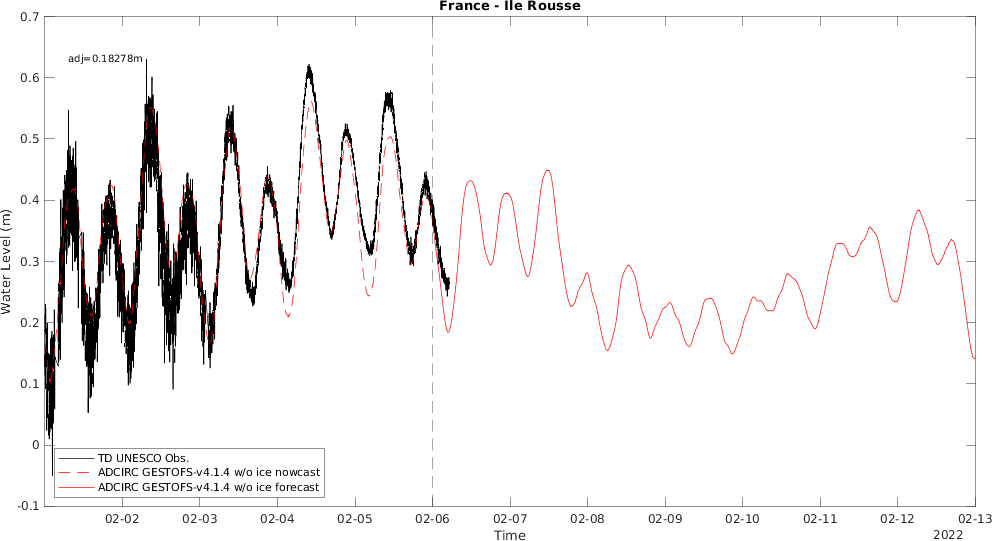 France - Ile Rousse
adj=0.18278m
Water Level (m)
0.7
0.6
0.5
0.4
0.3
0.2
0.1
0
-0.1
TD UNESCO Obs.
ADCIRC GESTOFS-v4.1.4 w/o ice nowcast
ADCIRC GESTOFS-v4.1.4 w/o ice forecast
02-02 02-03 02-04 02-05 02-06 02-07 02-08 02-09 02-10 02-11 02-12 02-13
Time
2022